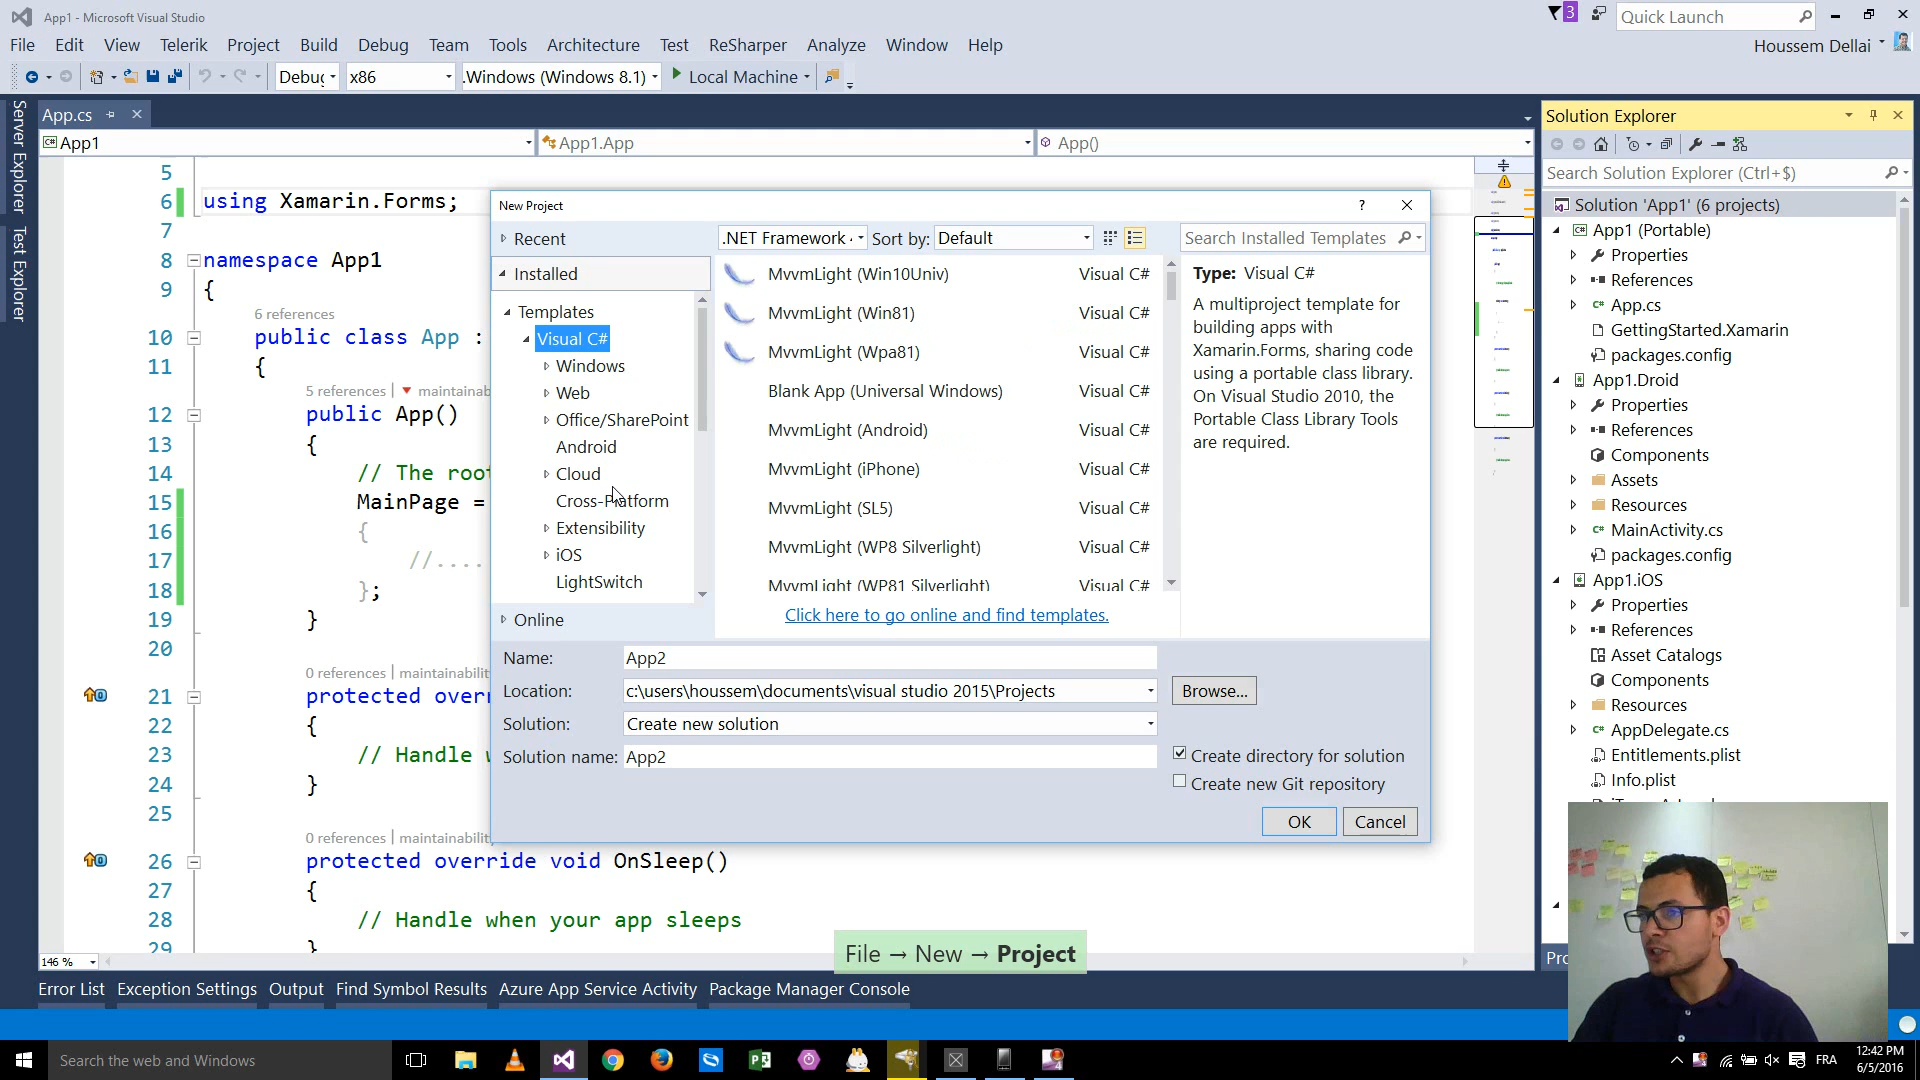 App1 - Microsoft Visual Studio
3
Quick Launch
File Edit View Telerik Project Build Debug Team Tools Architecture Test ReSharper Analyze Window Help
Houssem Dellai
Debug x86 .Windows (Windows 8.1) Local Machine
Server Explorer
Test Explorer
App.cs
App1 App1.App App()
5
6 using Xamarin.Forms;
7
8 namespace App1
9 {
6 references
10 public class App :
11 {
5 references | maintainab
12 public App()
13 {
14 // The root
15 MainPage =
16 {
17 //....
18 };
19 }
20
0 references | maintainability
21 protected overri
22 {
23 // Handle
24 }
25
0 references | maintainability
26 protected override void OnSleep()
27 {
28 // Handle when your app sleeps
29 }
146 %
New Project
?
Recent
Installed
Templates
Visual C#
Windows
Web
Office/SharePoint
Android
Cloud
Cross-Platform
Extensibility
iOS
LightSwitch
Online
.NET Framework
Sort by: Default
Search Installed Templates
MvvmLight (Win10Univ) Visual C#
MvvmLight (Win81) Visual C#
MvvmLight (Wpa81) Visual C#
Blank App (Universal Windows) Visual C#
MvvmLight (Android) Visual C#
MvvmLight (iPhone) Visual C#
MvvmLight (SL5) Visual C#
MvvmLight (WP8 Silverlight) Visual C#
MvvmLight (WP81 Silverlight) Visual C#
Click here to go online and find templates.
Type: Visual C#
A multiproject template for
building apps with
Xamarin.Forms, sharing code
using a portable class library.
On Visual Studio 2010, the
Portable Class Library Tools
are required.
Name: App2
Location: c:\users\houssem\documents\visual studio 2015\Projects
Browse...
Solution: Create new solution
Solution name: App2
Create directory for solution
Create new Git repository
OK Cancel
Solution Explorer
Search Solution Explorer (Ctrl+$)
Solution 'App1' (6 projects)
App1 (Portable)
Properties
References
App.cs
GettingStarted.Xamarin
packages.config
App1.Droid
Properties
References
Components
Assets
Resources
MainActivity.cs
packages.config
App1.iOS
Properties
References
Asset Catalogs
Components
Resources
AppDelegate.cs
Entitlements.plist
Info.plist
File → New → Project
Error List Exception Settings Output Find Symbol Results Azure App Service Activity Package Manager Console
Search the web and Windows
FRA
12:42 PM
6/5/2016